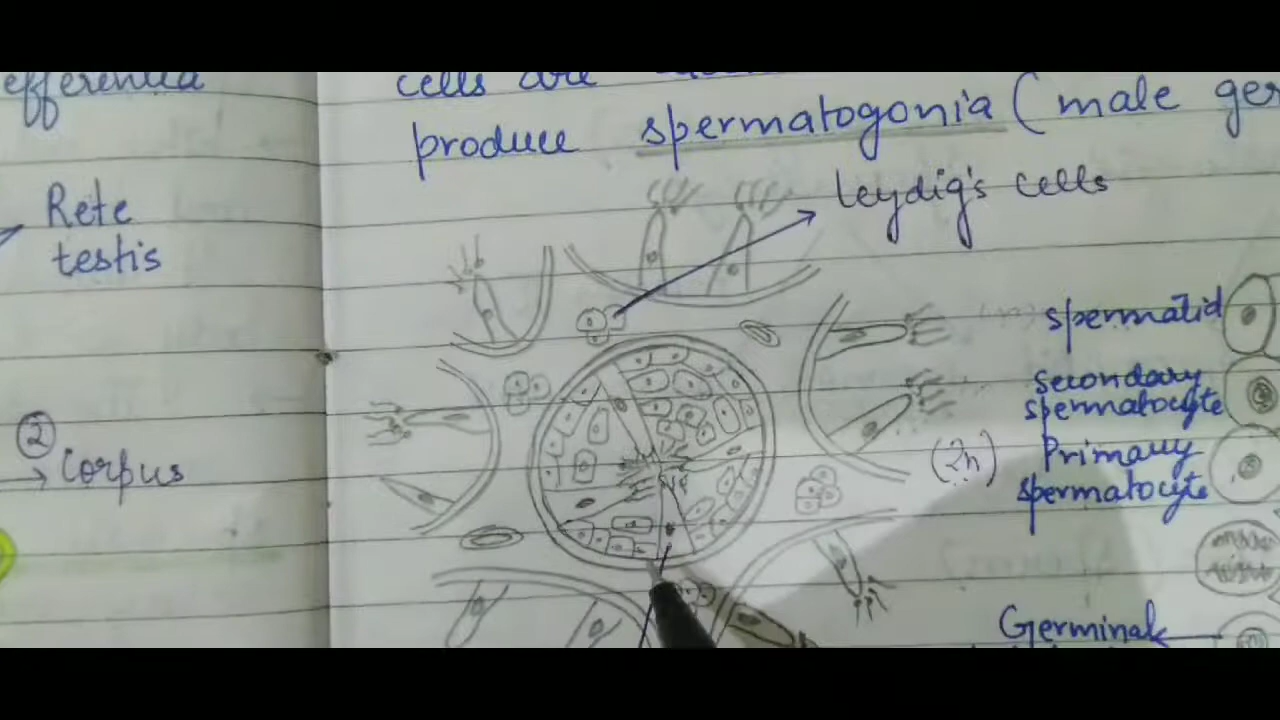 efferentia
Rete
testis
②
→ Corpus
cells are
produce spermatogonia ( male ger
leydig's cells
spermatid
secondary
spermatocyte
(2n) Primary
spermatocyte
Germinal